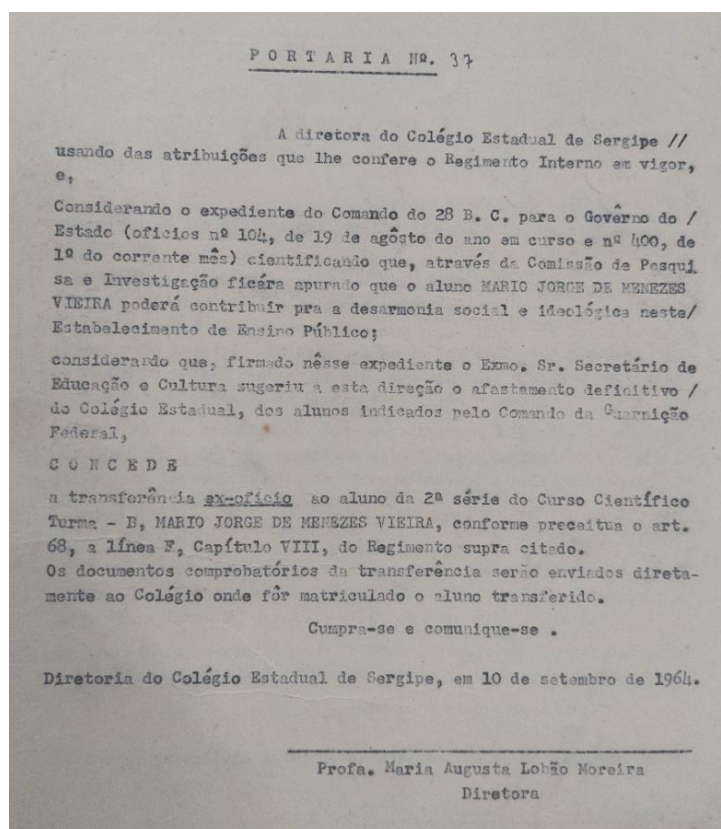 PORTARIA Nº. 37
A diretora do Colégio Estadual de Sergipe //
usando das atribuições que lhe confere o Regimento Interno em vigor,
e,
Considerando o expediente do Comando do 28 B. C. para o Govêrno do /
Estado (ofícios nº 104, de 19 de agôsto do ano em curso e nº 400, de
1º do corrente mês) cientificando que, através da Comissão de Pesqui
sa e Investigação ficára apurado que o aluno MARIO JORGE DE MENEZES
VIEIRA poderá contribuir pra a desarmonia social e ideológica neste/
Estabelecimento de Ensino Público;
considerando que, firmado nêsse expediente o Exmo. Sr. Secretário de
Educação e Cultura sugeriu a esta direção o afastamento definitivo /
do Colégio Estadual, dos alunos indicados pelo Comando da Guarnição
Federal,
CONCEDE
a transferência ex-ofício ao aluno da 2ª série do Curso Científico
Turma - B, MARIO JORGE DE MENEZES VIEIRA, conforme preceitua o art.
68, a línea F, Capítulo VIII, do Regimento supra citado.
Os documentos comprobatórios da transferência serão enviados direta-
mente ao Colégio onde fôr matriculado o aluno transferido.
Cumpra-se e comunique-se .
Diretoria do Colégio Estadual de Sergipe, em 10 de setembro de 1964.
Profa. Maria Augusta Lobão Moreira
Diretora